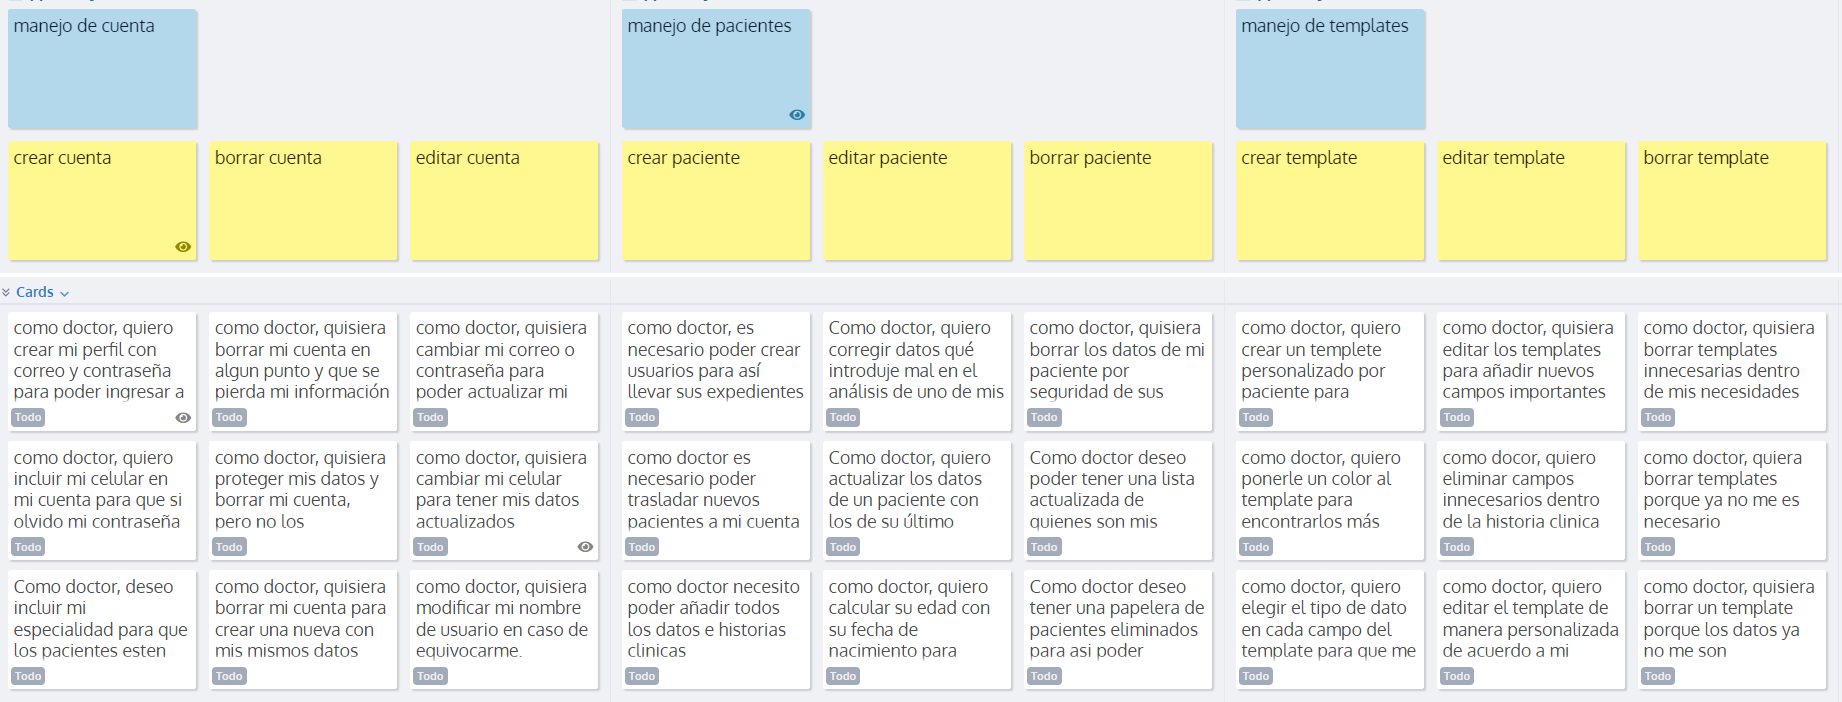 manejo de cuenta
manejo de pacientes
manejo de templates
crear cuenta
borrar cuenta
editar cuenta
crear paciente
editar paciente
borrar paciente
crear template
editar template
borrar template
Cards
como doctor, quiero
crear mi perfil con
correo y contraseña
para poder ingresar a
Todo
como doctor, quisiera
borrar mi cuenta en
algun punto y que se
pierda mi información
Todo
como doctor, quisiera
cambiar mi correo o
contraseña para
poder actualizar mi
Todo
como doctor, es
necesario poder crear
usuarios para así
llevar sus expedientes
Todo
Como doctor, quiero
corregir datos qué
introduje mal en el
análisis de uno de mis
Todo
como doctor, quisiera
borrar los datos de mi
paciente por
seguridad de sus
Todo
como doctor, quiero
crear un templete
personalizado por
paciente para
Todo
como doctor, quisiera
editar los templates
para añadir nuevos
campos importantes
Todo
como doctor, quisiera
borrar templates
innecesarias dentro
de mis necesidades
Todo
como doctor, quiero
incluir mi celular en
mi cuenta para que si
olvido mi contraseña
Todo
como doctor, quisiera
proteger mis datos y
borrar mi cuenta,
pero no los
Todo
como doctor, quisiera
cambiar mi celular
para tener mis datos
actualizados
Todo
como doctor es
necesario poder
trasladar nuevos
pacientes a mi cuenta
Todo
Como doctor, quiero
actualizar los datos
de un paciente con
los de su último
Todo
Como doctor deseo
poder tener una lista
actualizada de
quienes son mis
Todo
como doctor, quiero
ponerle un color al
template para
encontrarlos más
Todo
como docor, quiero
eliminar campos
innecesarios dentro
de la historia clinica
Todo
como doctor, quiera
borrar templates
porque ya no me es
necesario
Todo
Como doctor, deseo
incluir mi
especialidad para que
los pacientes esten
Todo
como doctor, quisiera
borrar mi cuenta para
crear una nueva con
mis mismos datos
Todo
como doctor, quisiera
modificar mi nombre
de usuario en caso de
equivocarme.
Todo
como doctor necesito
poder añadir todos
los datos e historias
clinicas
Todo
como doctor, quiero
calcular su edad con
su fecha de
nacimiento para
Todo
Como doctor deseo
tener una papelera de
pacientes eliminados
para asi poder
Todo
como doctor, quiero
elegir el tipo de dato
en cada campo del
template para que me
Todo
como doctor, quiero
editar el template de
manera personalizada
de acuerdo a mi
Todo
como doctor, quisiera
borrar un template
porque los datos ya
no me son
Todo